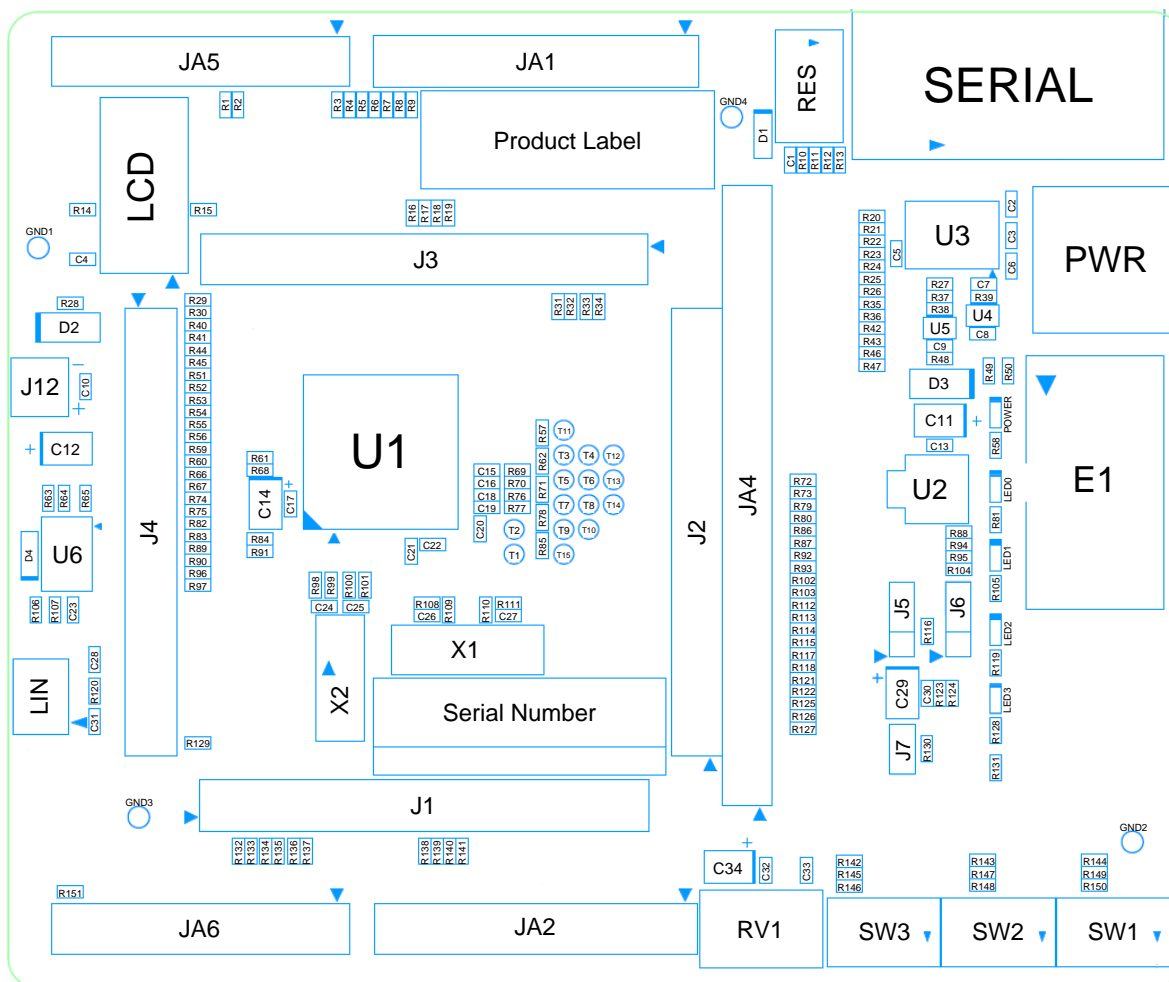 JA5
JA1
RES
SERIAL
R1
R2
R3
R4
R5
R6
R7
R8
R9
GND4
D1
Product Label
C1
R10
R11
R12
R13
LCD
R14
R15
C4
GND1
R16
R17
R18
R19
J3
R20
R21
R22
R23
R24
R25
R26
R35
R36
R42
R43
R46
R47
C5
U3
C2
C3
C6
PWR
R27
R37
R38
U5
C9
R48
C7
R39
U4
C8
R28
D2
J12
C10
+
C12
+
R63
R64
R65
D4
U6
R106
R107
C23
LIN
C28
R120
C31
J4
R29
R30
R40
R41
R44
R45
R51
R52
R53
R54
R55
R56
R59
R60
R66
R67
R74
R75
R82
R83
R89
R90
R96
R97
R129
R31
R32
R33
R34
U1
R61
R68
C14
+
C17
R84
R91
C15
C16
C18
C19
R69
R70
R76
R77
C20
C21
C22
R57
R62
R71
R78
R85
T11
T3
T4
T12
T5
T6
T13
T7
T8
T14
T2
T9
T10
T1
T15
J2
JA4
R72
R73
R79
R80
R86
R87
R92
R93
R102
R103
R112
R113
R114
R115
R117
R118
R121
R122
R125
R126
R127
D3
R49
R50
C11
+
C13
U2
POWER
R58
LED0
R81
LED1
R105
LED2
R119
LED3
R128
R131
E1
R88
R94
R95
R104
J5
J6
R116
+
C29
C30
R123
R124
J7
R130
R98
R99
R100
R101
C24
C25
X2
R108
C26
R109
R110
R111
C27
X1
Serial Number
J1
GND3
R132
R133
R134
R135
R136
R137
R138
R139
R140
R141
GND2
+
C34
C32
C33
R142
R145
R146
R143
R147
R148
R144
R149
R150
R151
JA6
JA2
RV1
SW3
SW2
SW1